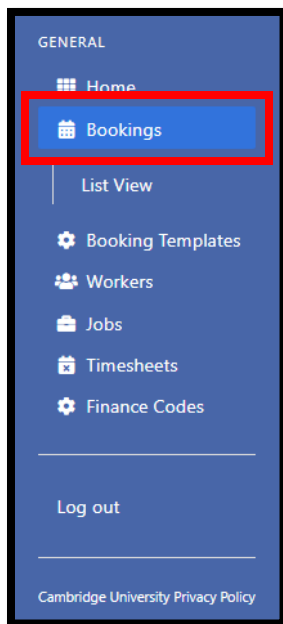 GENERAL
Home
Bookings
List View
Booking Templates
Workers
Jobs
Timesheets
Finance Codes
Log out
Cambridge University Privacy Policy